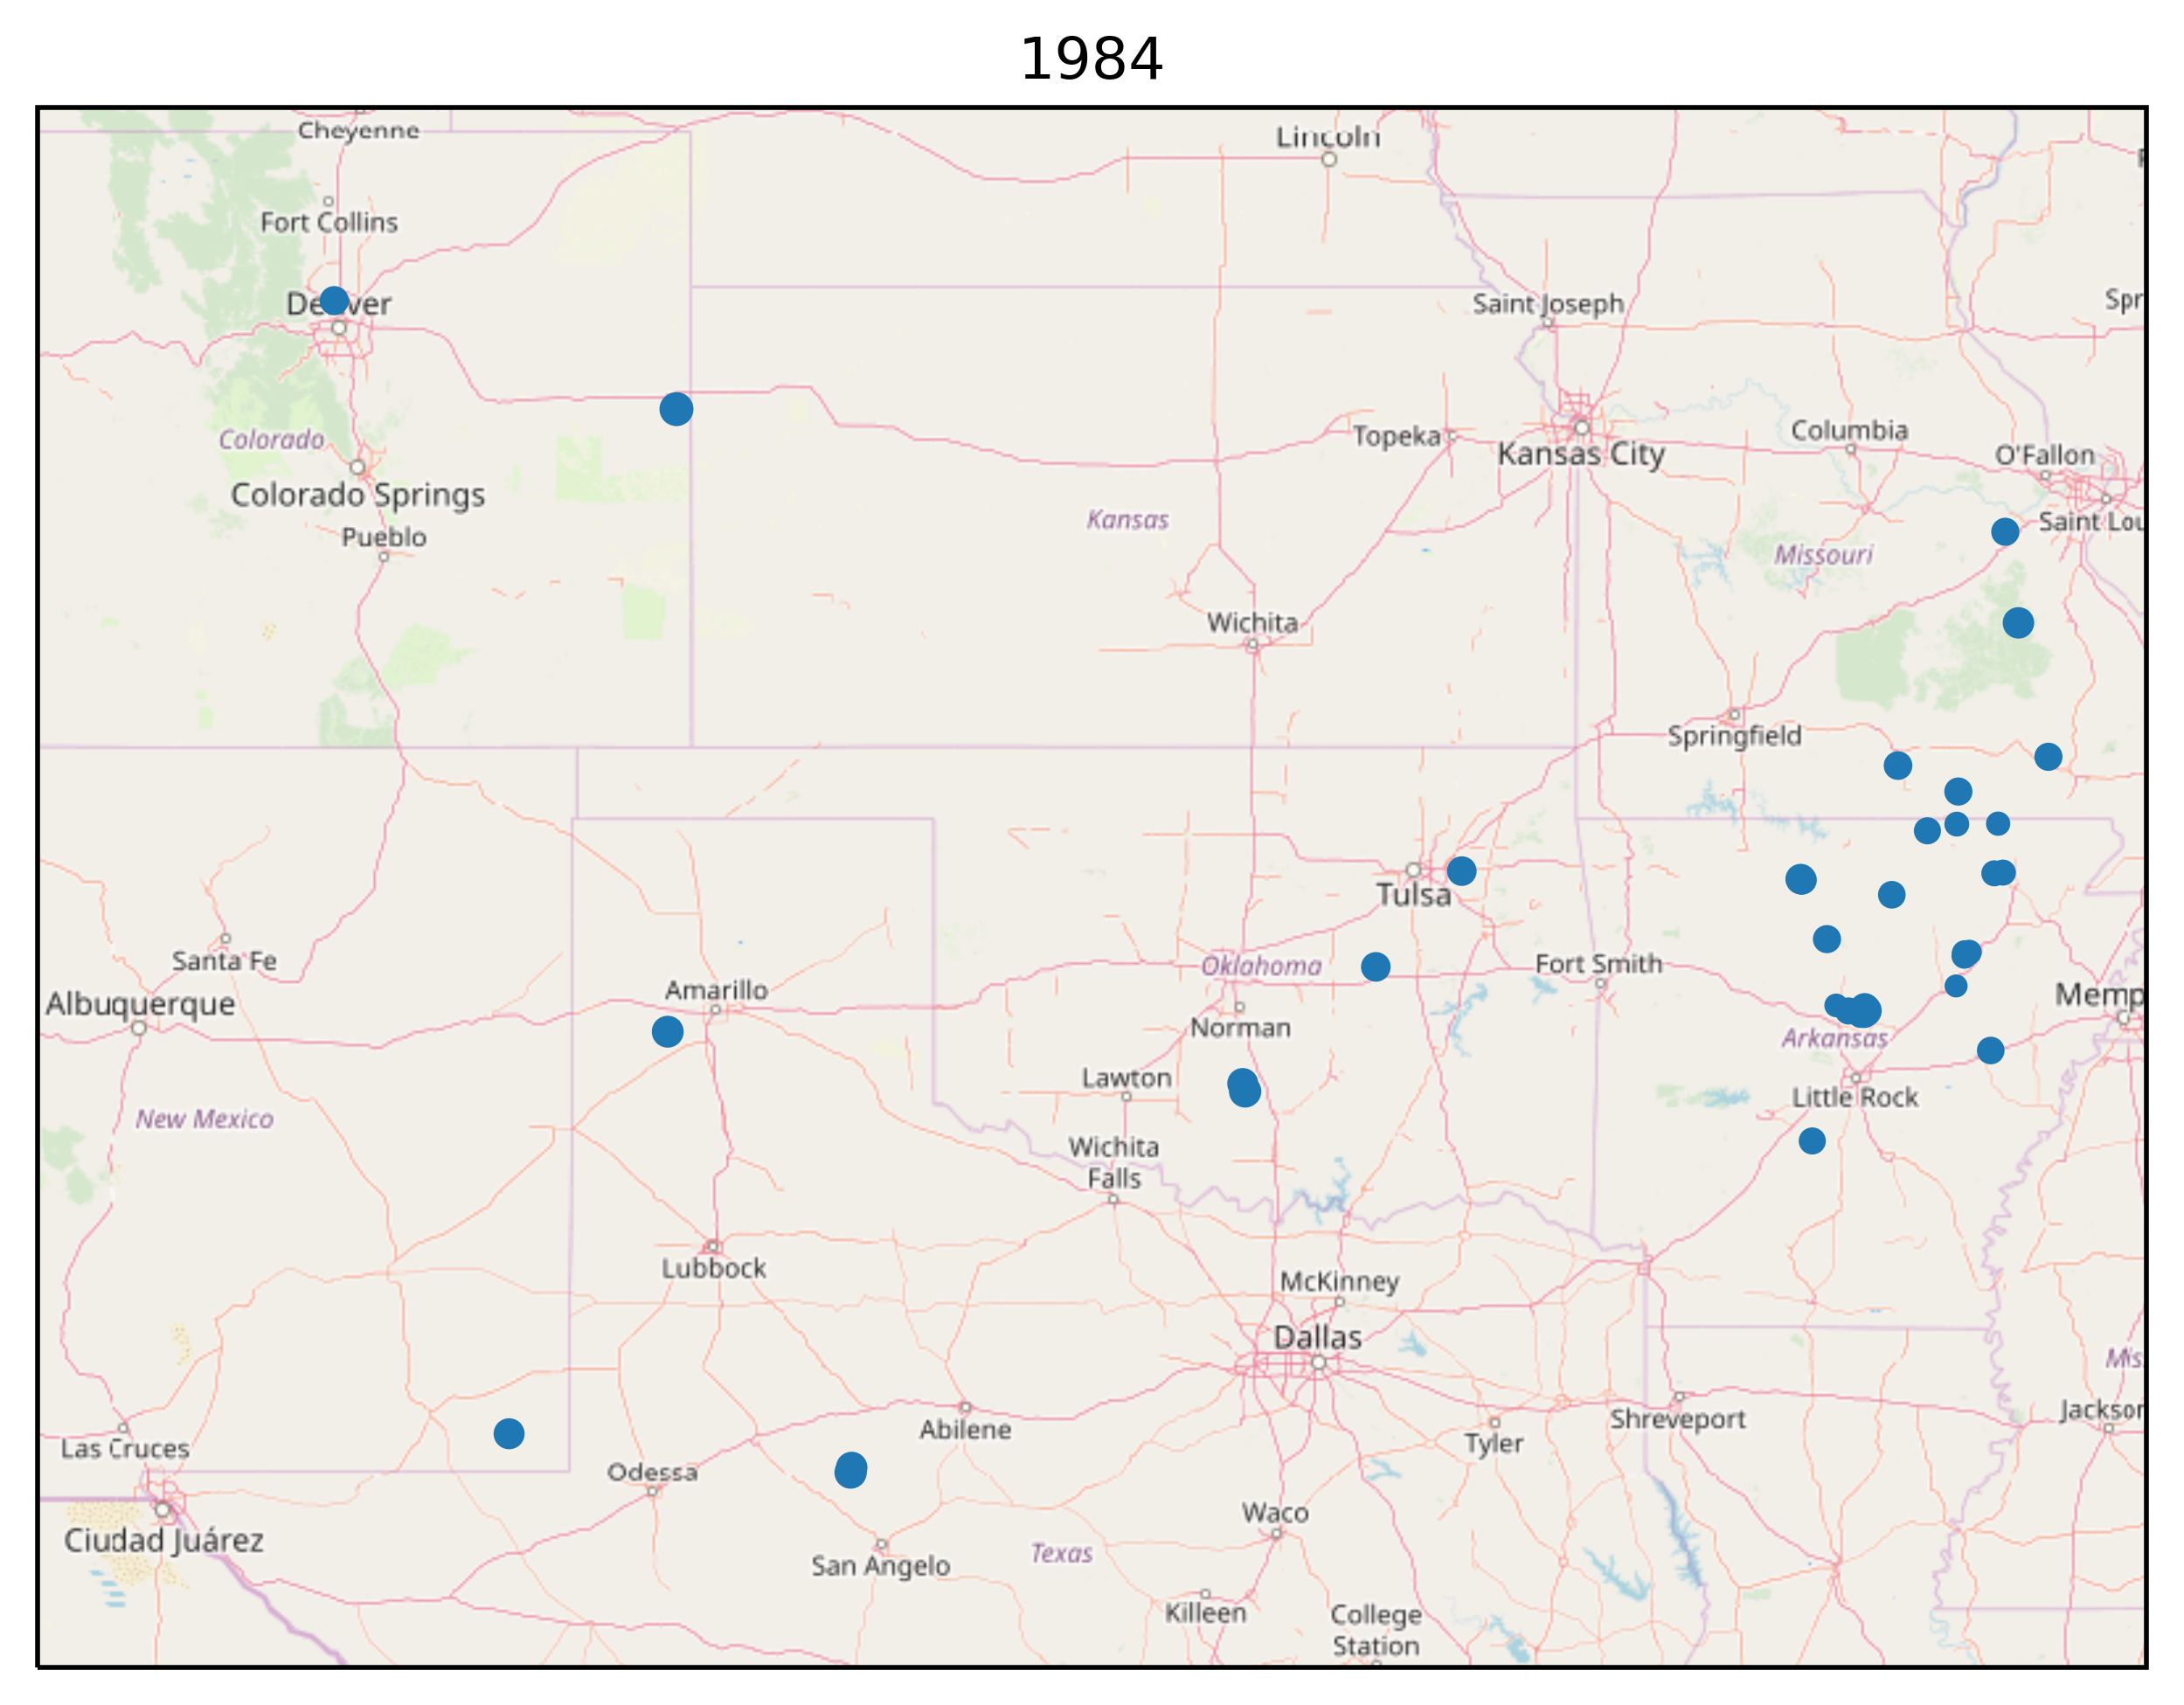 1984
Cheyenne
Lincoln
Fort Collins
Denver
Saint Joseph
Spr
Colorado
Topeka
Kansas City
Columbia
O'Fallon
Colorado Springs
Kansas
Saint Lou
Pueblo
Missouri
Wichita
Springfield
Tulsa
Santa Fe
Oklahoma
Fort Smith
Albuquerque
Amarillo
Memp
Norman
Arkansas
Lawton
Little Rock
New Mexico
Wichita
Falls
Lubbock
McKinney
Dallas
Mis
Abilene
Shreveport
Jackson
Las Cruces
Tyler
Odessa
Waco
Ciudad Juárez
San Angelo
Texas
Killeen
College
Station